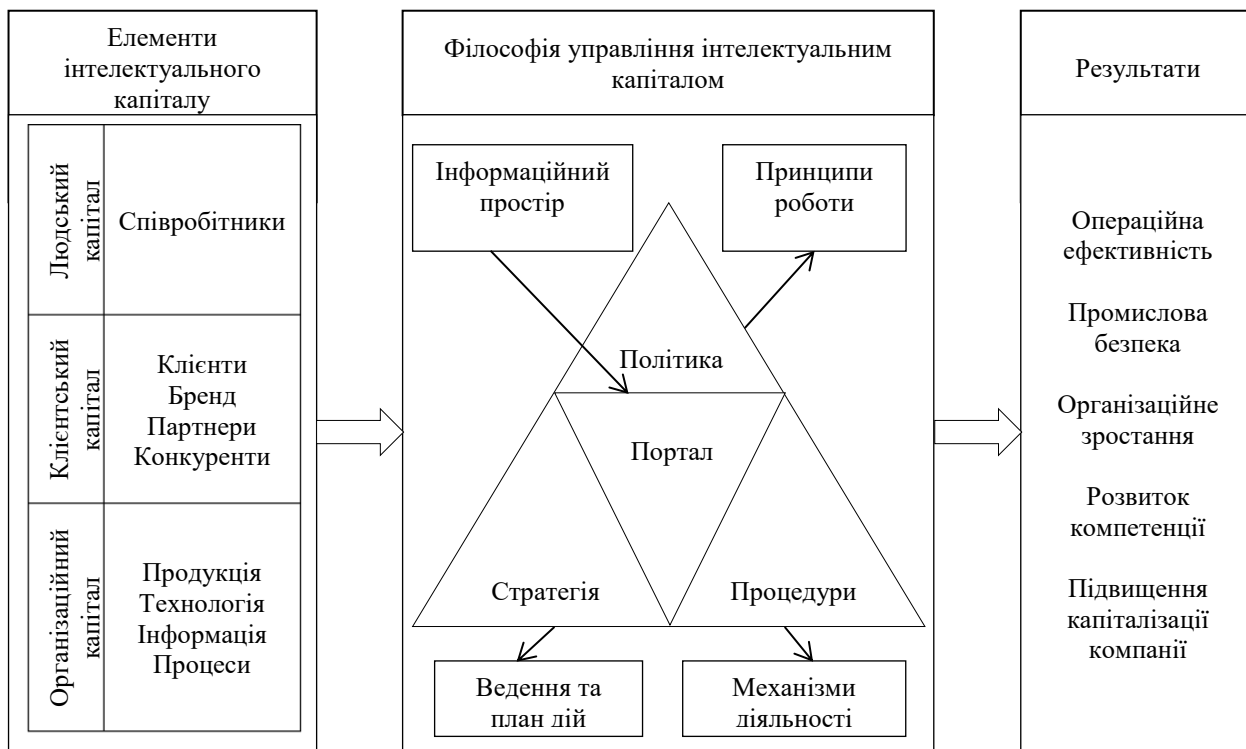 Елементи
інтелектуального
капіталу
Людський
капітал
Співробітники
Клієнтський
капітал
Клієнти
Бренд
Партнери
Конкуренти
Організаційний
капітал
Продукція
Технологія
Інформація
Процеси
Філософія управління інтелектуальним
капіталом
Інформаційний
простір
Принципи
роботи
Політика
Портал
Стратегія
Процедури
Ведення та
план дій
Механізми
діяльності
Результати
Операційна
ефективність
Промислова
безпека
Організаційне
зростання
Розвиток
компетенції
Підвищення
капіталізації
компанії